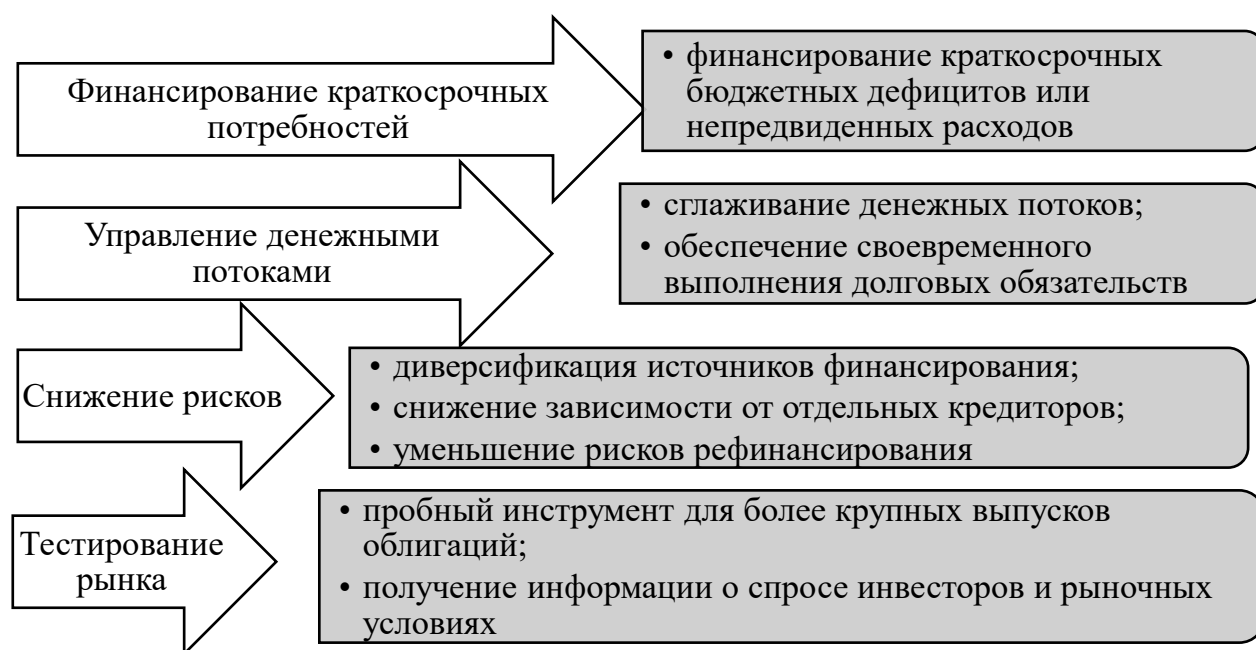 Финансирование краткосрочных
потребностей
• финансирование краткосрочных
бюджетных дефицитов или
непредвиденных расходов
Управление денежными
потоками
• сглаживание денежных потоков;
• обеспечение своевременного
выполнения долговых обязательств
Снижение рисков
• диверсификация источников финансирования;
• снижение зависимости от отдельных кредиторов;
• уменьшение рисков рефинансирования
Тестирование
рынка
• пробный инструмент для более крупных выпусков
облигаций;
• получение информации о спросе инвесторов и рыночных
условиях